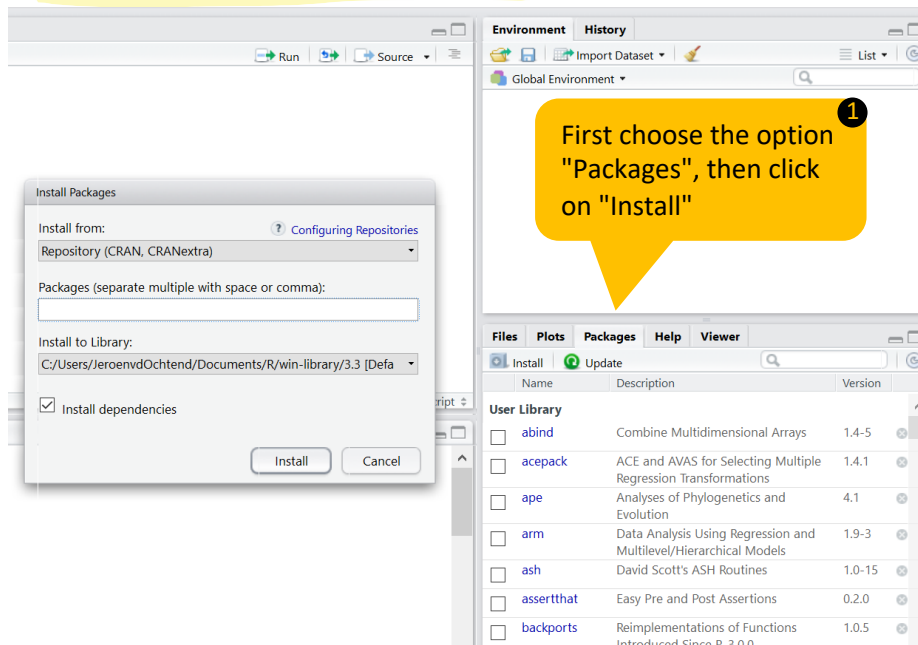 Run
Source
Environment History
Import Dataset
List
Global Environment
1
First choose the option
"Packages", then click
on "Install"
Install Packages
Install from:
? Configuring Repositories
Repository (CRAN, CRANextra)
Packages (separate multiple with space or comma):
Install to Library:
C:/Users/JeroenvdOchtend/Documents/R/win-library/3.3 [Defa
Install dependencies
Install Cancel
ript
Files Plots Packages Help Viewer
Install Update
Name Description Version
User Library
abind Combine Multidimensional Arrays 1.4-5
acepack ACE and AVAS for Selecting Multiple 1.4.1
Regression Transformations
ape Analyses of Phylogenetics and 4.1
Evolution
arm Data Analysis Using Regression and 1.9-3
Multilevel/Hierarchical Models
ash David Scott's ASH Routines 1.0-15
assertthat Easy Pre and Post Assertions 0.2.0
backports Reimplementations of Functions 1.0.5
Introduced Since R-3.0.0